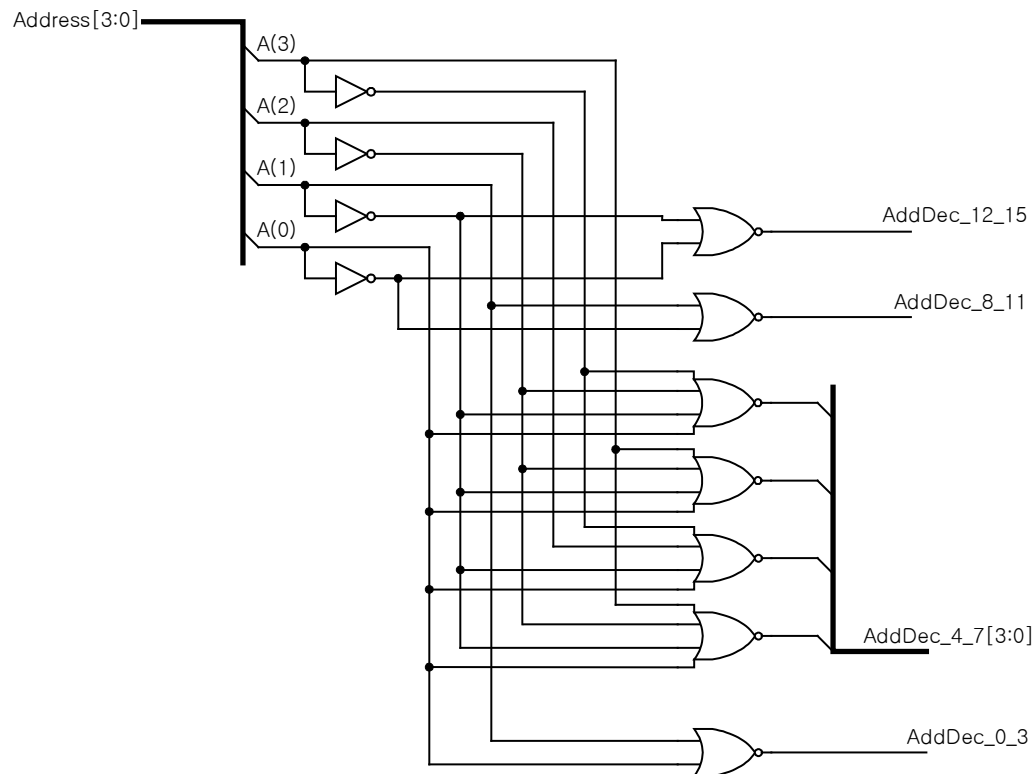 Address[3:0]
A(3)
A(2)
A(1)
A(0)
AddDec_12_15
AddDec_8_11
AddDec_4_7[3:0]
AddDec_0_3